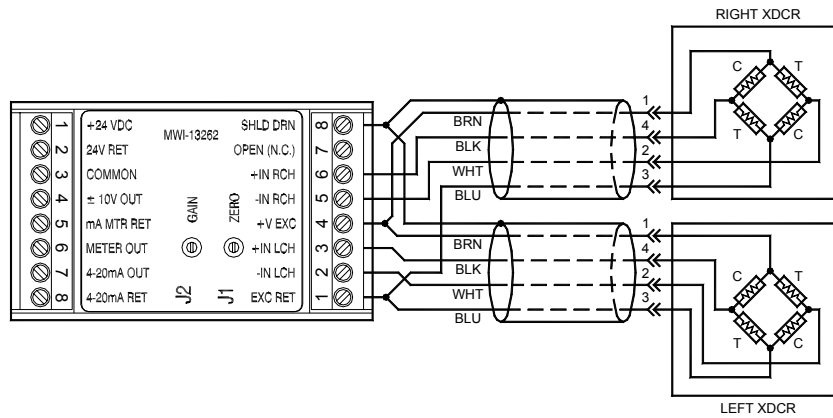 RIGHT XDCR
C T
T C
1
BRN
4
BLK
2
WHT
3
BLU
MWI-13262
1 +24 VDC SHLD DRN 8
2 24V RET OPEN (N.C.) 7
3 COMMON +IN RCH 6
4 ± 10V OUT -IN RCH 5
5 mA MTR RET +V EXC 4
6 METER OUT +IN LCH 3
7 4-20mA OUT -IN LCH 2
8 4-20mA RET EXC RET 1
GAIN
ZERO
J2
J1
1
BRN
4
BLK
2
WHT
3
BLU
C T
T C
LEFT XDCR